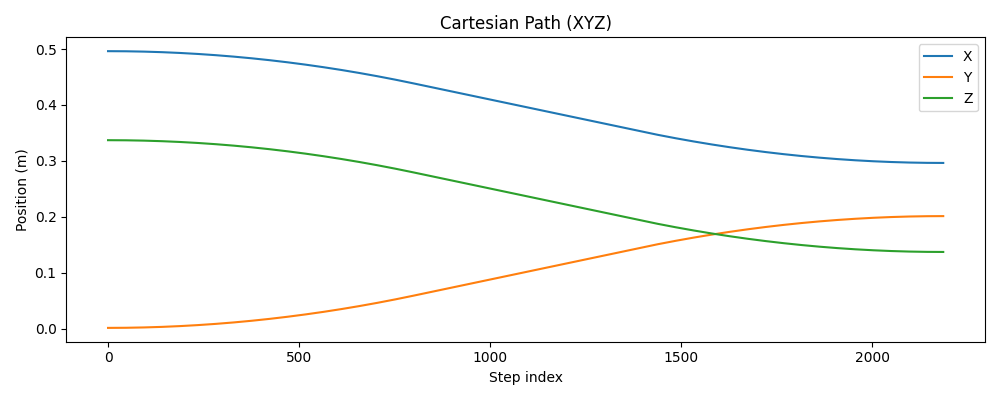 Cartesian Path (XYZ)
X
Y
Z
Position (m)
0.5
0.4
0.3
0.2
0.1
0.0
0 500 1000 1500 2000
Step index